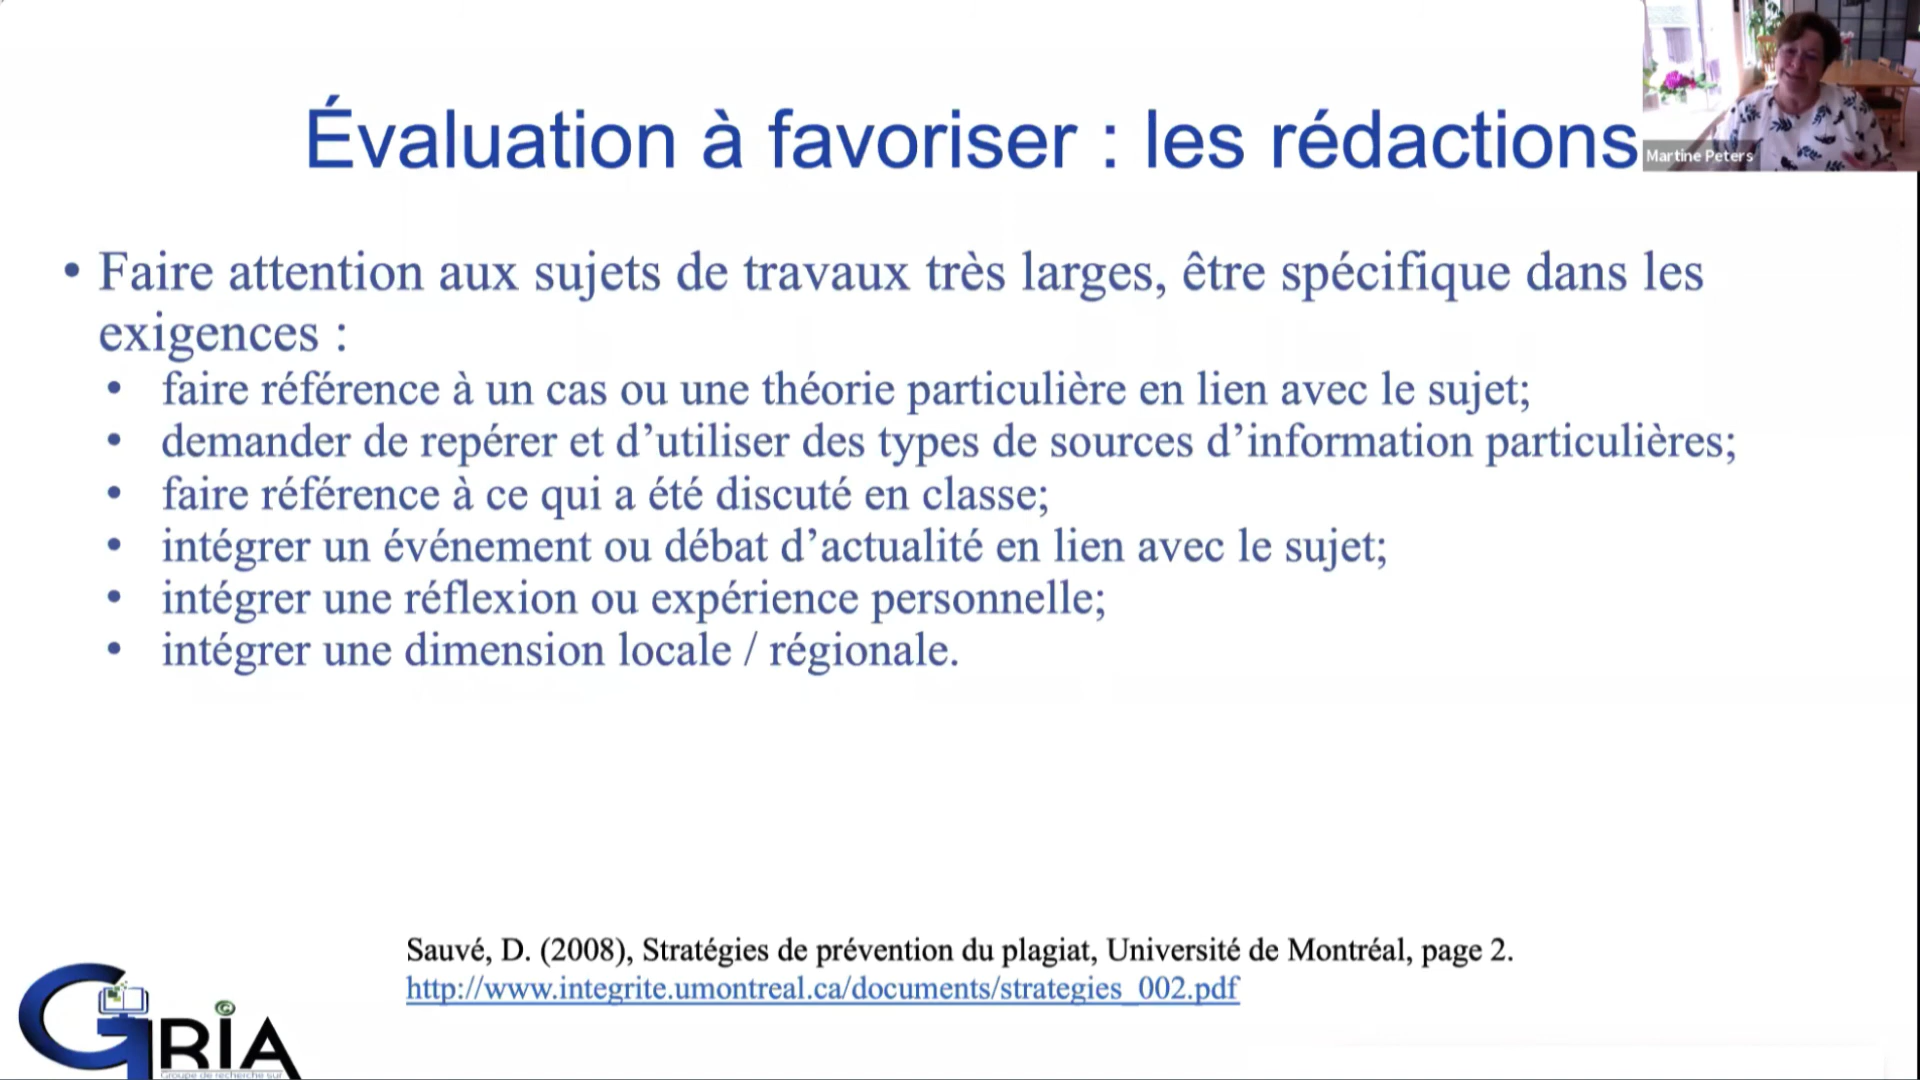 Évaluation à favoriser : les rédactions
Martine Peters
• Faire attention aux sujets de travaux très larges, être spécifique dans les
exigences :
• faire référence à un cas ou une théorie particulière en lien avec le sujet;
• demander de repérer et d’utiliser des types de sources d’information particulières;
• faire référence à ce qui a été discuté en classe;
• intégrer un événement ou débat d’actualité en lien avec le sujet;
• intégrer une réflexion ou expérience personnelle;
• intégrer une dimension locale / régionale.
Sauvé, D. (2008), Stratégies de prévention du plagiat, Université de Montréal, page 2.
http://www.integrite.umontreal.ca/documents/strategies_002.pdf
GRIA
Groupe de recherche sur